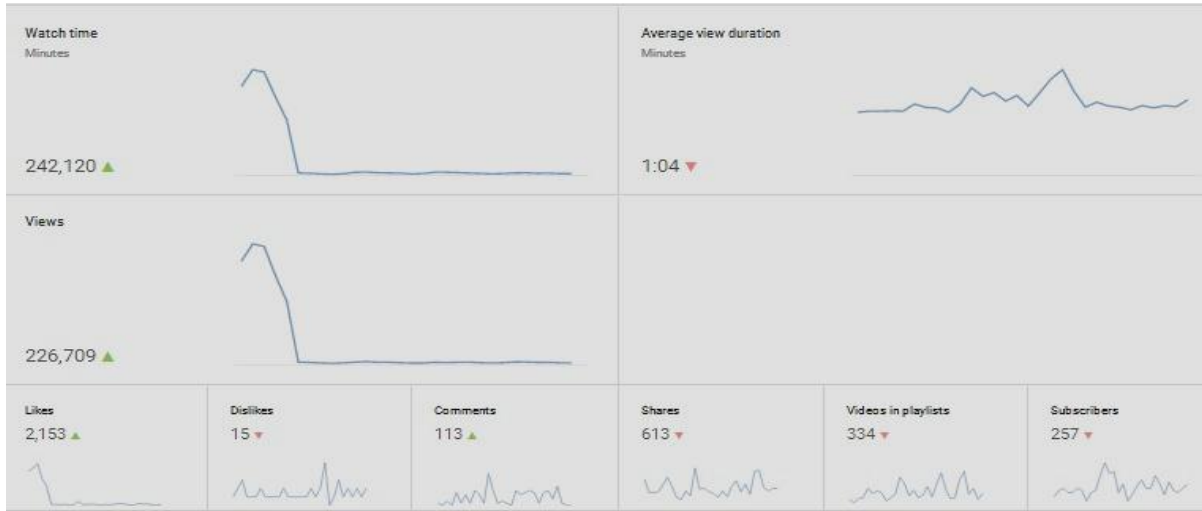 Watch time
Minutes
242,120
Average view duration
Minutes
1:04
Views
226,709
Likes
2,153
Dislikes
15
Comments
113
Shares
613
Videos in playlists
334
Subscribers
257